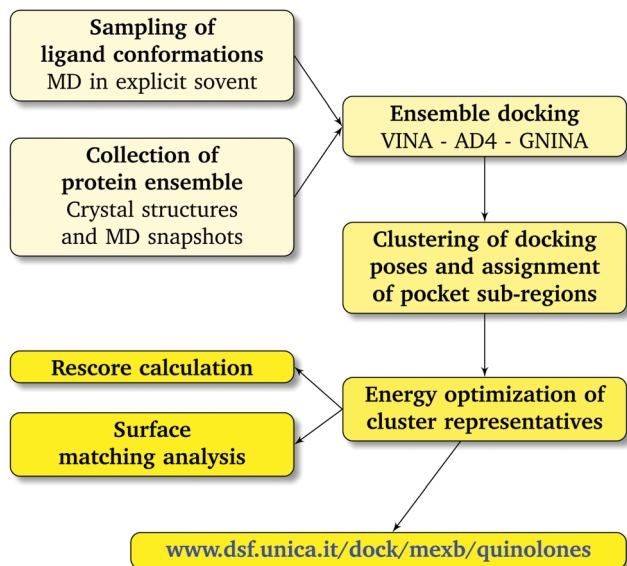 Sampling of
ligand conformations
MD in explicit sovent
Collection of
protein ensemble
Crystal structures
and MD snapshots
Ensemble docking
VINA - AD4 - GNINA
Clustering of docking
poses and assignment
of pocket sub-regions
Energy optimization of
cluster representatives
Rescore calculation
Surface
matching analysis
www.dsf.unica.it/dock/mexb/quinolones